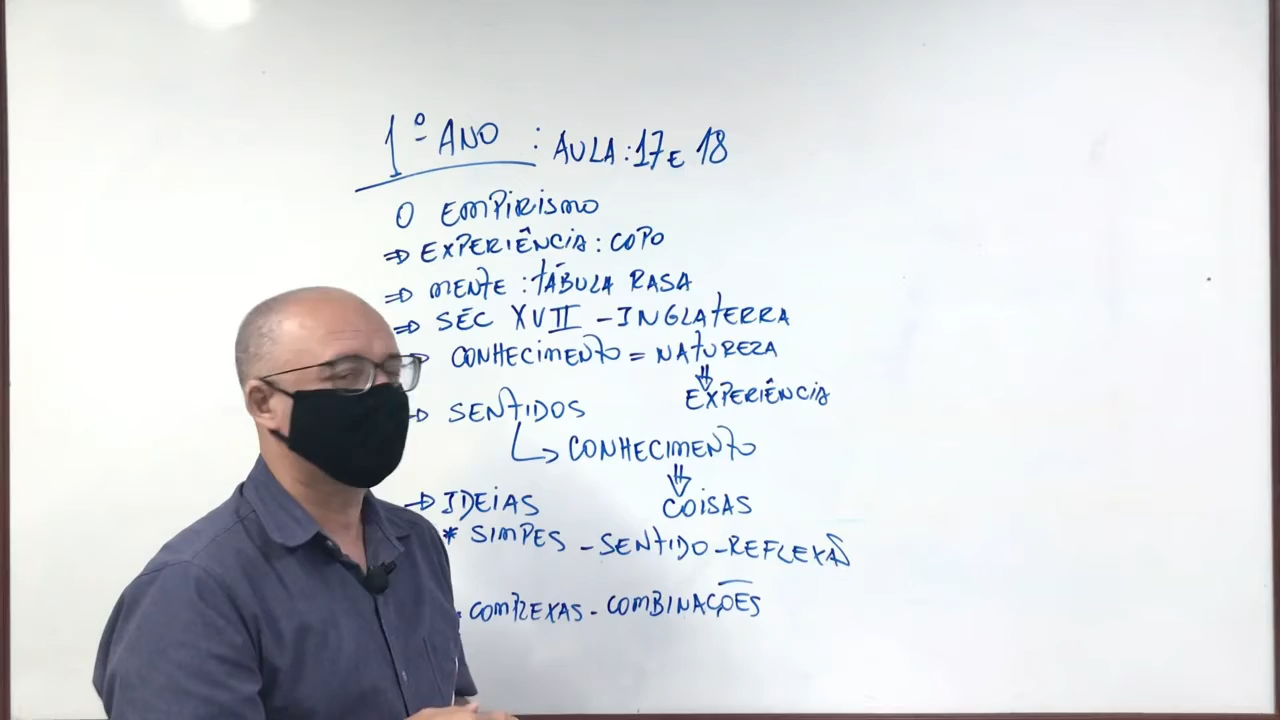 1º ANO : AULA : 17 E 18
O EMPIRISMO
⇒ EXPERIÊNCIA : COPO
⇒ MENTE : TÁBULA RASA
⇒ SÉC XVII - INGLATERRA
⇒ CONHECIMENTO = NATUREZA
⇓
EXPERIÊNCIA
⇒ SENTIDOS
↳ CONHECIMENTO
⇓
COISAS
⇒ IDEIAS
* SIMPES - SENTIDO - REFLEXÃ
COMPLEXAS - COMBINAÇÕES